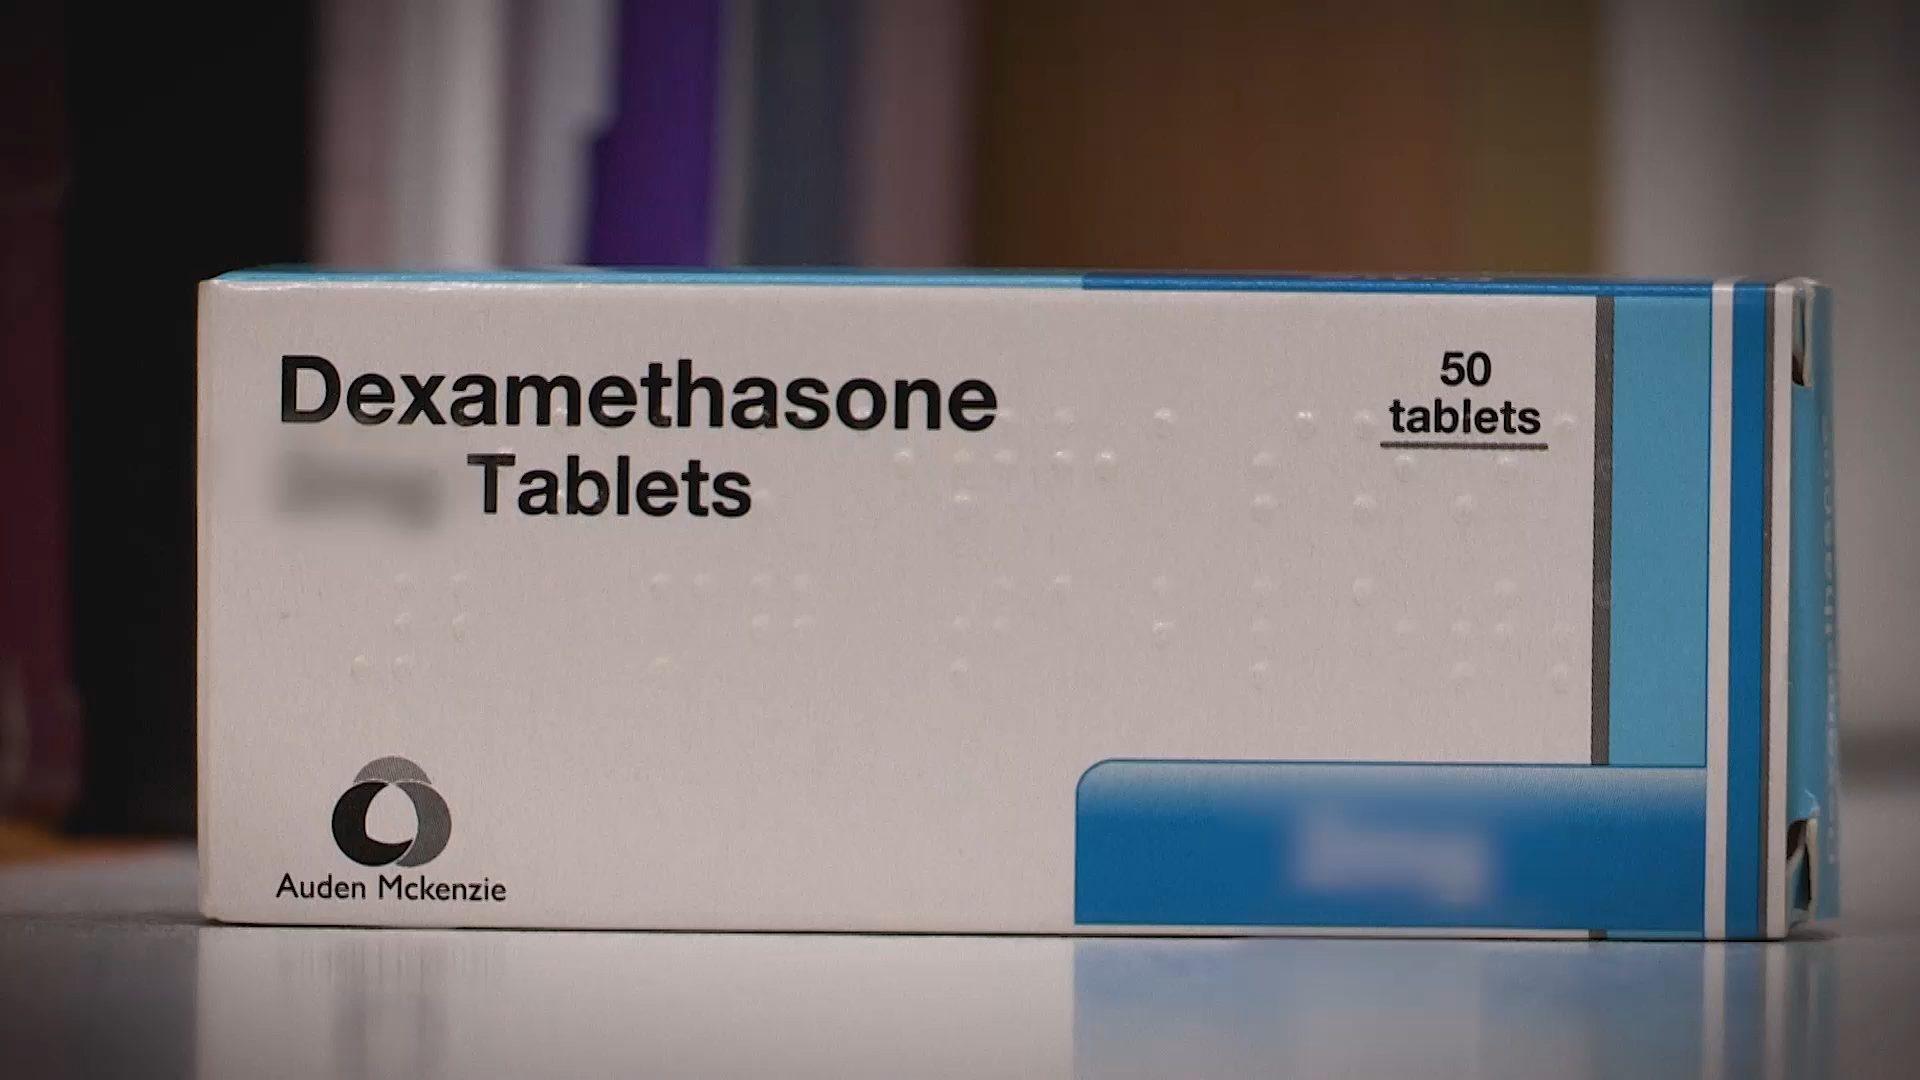 Dexamethasone
Tablets
50
tablets
Auden Mckenzie